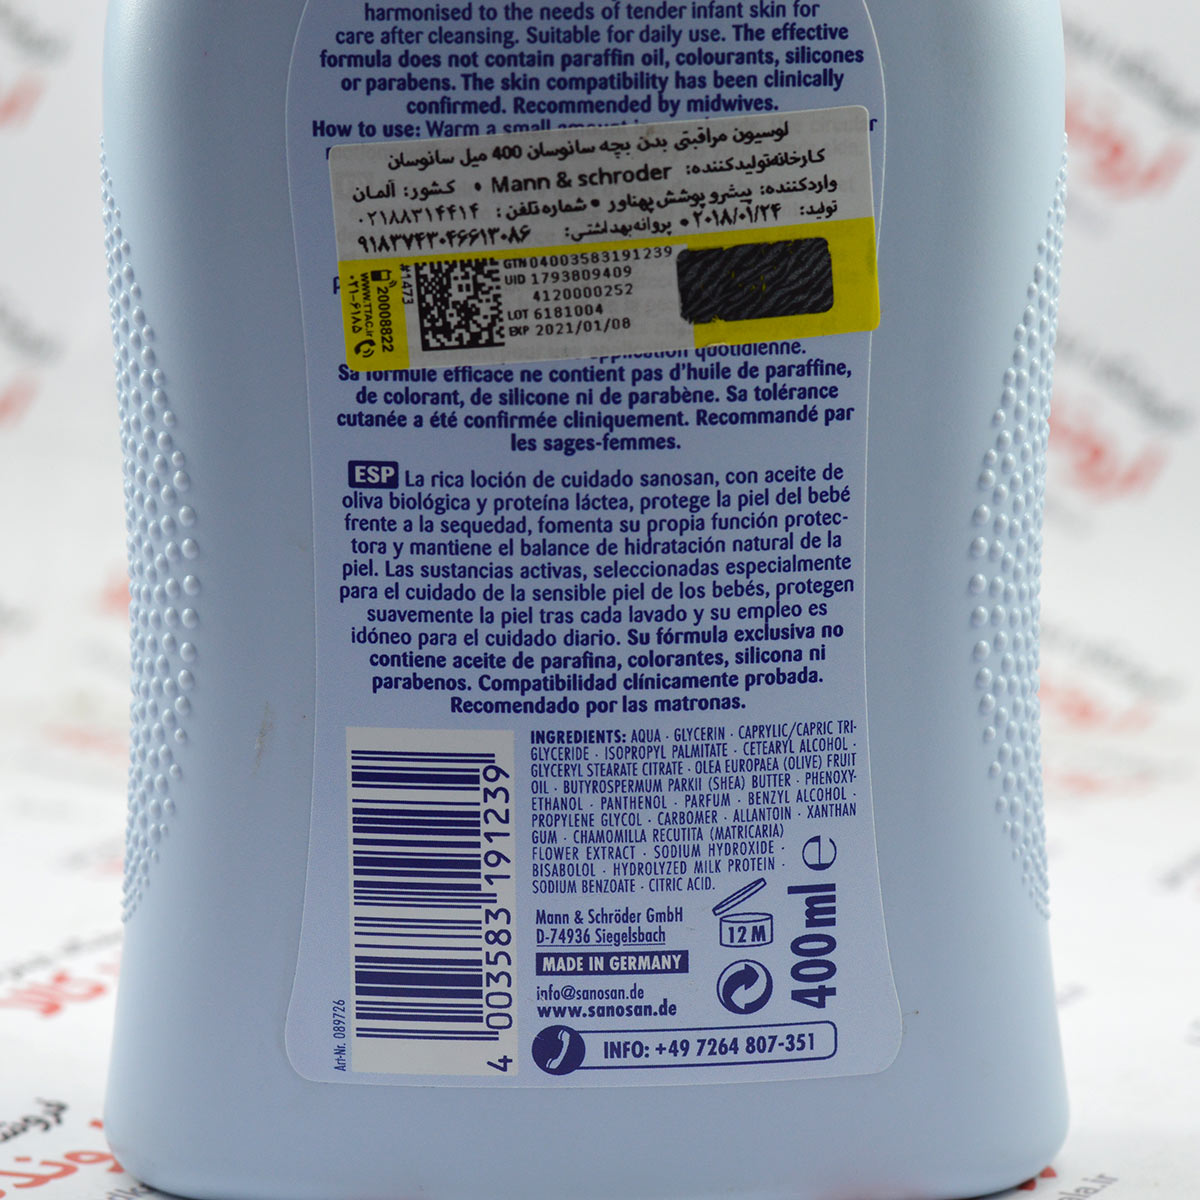 harmonised to the needs of tender infant skin for
care after cleansing. Suitable for daily use. The effective
formula does not contain paraffin oil, colourants, silicones
or parabens. The skin compatibility has been clinically
confirmed. Recommended by midwives.
How to use: Warm a small amount
لوسیون مراقبتی بدن بچه سانوسان 400 میل سانوسان
کارخانه تولیدکننده: Mann & schroder • کشور: آلمان
واردکننده: پیشرو پوشش پهناور • شماره تلفن: ۰۲۱۸۸۳۱۴۴۱۴
تولید: ۲۰۱۸/۰۱/۲۴ • پروانه بهداشتی: ۹۱۸۳۷۴۳۰۴۶۶۱۳۰۸۶
GTN 04003583191239
UID 1793809409
4120000252
LOT 6181004
EXP 2021/01/08
#1473
20008822
www.TTAC.ir
۰۲۱-۶۱۸۵
application quotidienne.
Sa formule efficace ne contient pas d'huile de paraffine,
de colorant, de silicone ni de parabène. Sa tolérance
cutanée a été confirmée cliniquement. Recommandé par
les sages-femmes.
ESP La rica loción de cuidado sanosan, con aceite de
oliva biológica y proteína láctea, protege la piel del bebé
frente a la sequedad, fomenta su propia función protec-
tora y mantiene el balance de hidratación natural de la
piel. Las sustancias activas, seleccionadas especialmente
para el cuidado de la sensible piel de los bebés, protegen
suavemente la piel tras cada lavado y su empleo es
idóneo para el cuidado diario. Su fórmula exclusiva no
contiene aceite de parafina, colorantes, silicona ni
parabenos. Compatibilidad clínicamente probada.
Recomendado por las matronas.
INGREDIENTS: AQUA · GLYCERIN · CAPRYLIC/CAPRIC TRI-
GLYCERIDE · ISOPROPYL PALMITATE · CETEARYL ALCOHOL ·
GLYCERYL STEARATE CITRATE · OLEA EUROPAEA (OLIVE) FRUIT
OIL · BUTYROSPERMUM PARKII (SHEA) BUTTER · PHENOXY-
ETHANOL · PANTHENOL · PARFUM · BENZYL ALCOHOL ·
PROPYLENE GLYCOL · CARBOMER · ALLANTOIN · XANTHAN
GUM · CHAMOMILLA RECUTITA (MATRICARIA)
FLOWER EXTRACT · SODIUM HYDROXIDE ·
BISABOLOL · HYDROLYZED MILK PROTEIN ·
SODIUM BENZOATE · CITRIC ACID.
Mann & Schröder GmbH
D-74936 Siegelsbach
MADE IN GERMANY
info@sanosan.de
www.sanosan.de
INFO: +49 7264 807-351
12 M
400 ml e
4 003583 191239
Art-Nr. 089726